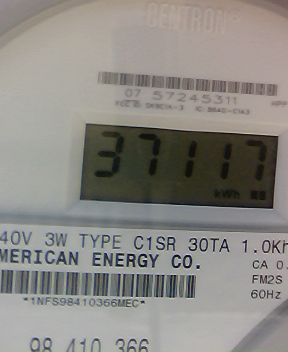 CENTRON®
07 57245311
37117
kWh
40V 3W TYPE C1SR 30TA 1.0Kh
MERICAN ENERGY CO.
CA 0.
FM2S
60Hz
*1NFS98410366MEC*
98 410 366